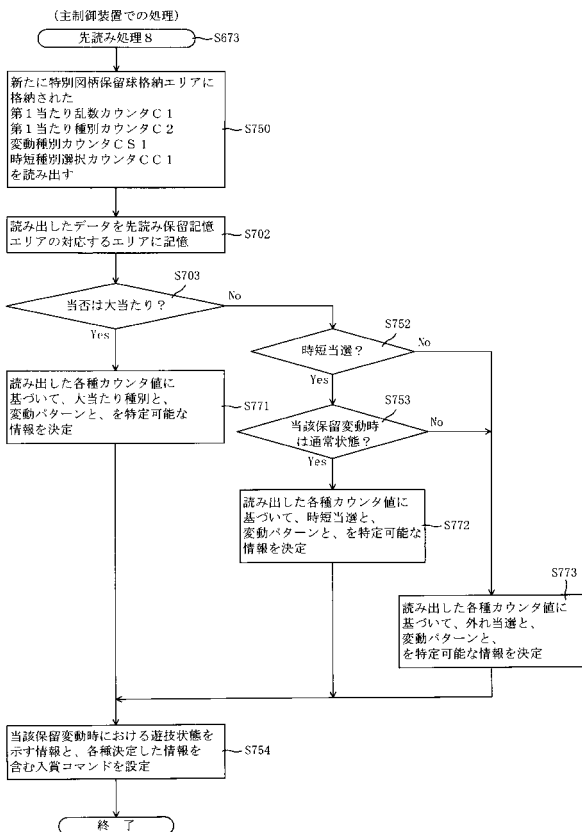 (主制御装置での処理)
先読み処理8
S673
新たに特別図柄保留球格納エリアに
格納された
第1当たり乱数カウンタC1
第1当たり種別カウンタC2
変動種別カウンタCS1
時短種別選択カウンタCC1
を読み出す
S750
読み出したデータを先読み保留記憶
エリアの対応するエリアに記憶
S702
S703
当否は大当たり?
No
Yes
S752
時短当選?
No
Yes
読み出した各種カウンタ値に
基づいて、大当たり種別と、
変動パターンと、を特定可能な
情報を決定
S771
S753
当該保留変動時
は通常状態?
No
Yes
読み出した各種カウンタ値に
基づいて、時短当選と、
変動パターンと、を特定可能な
情報を決定
S772
S773
読み出した各種カウンタ値に
基づいて、外れ当選と、
変動パターンと、
を特定可能な情報を決定
当該保留変動時における遊技状態を
示す情報と、各種決定した情報を
含む入賞コマンドを設定
S754
終 了